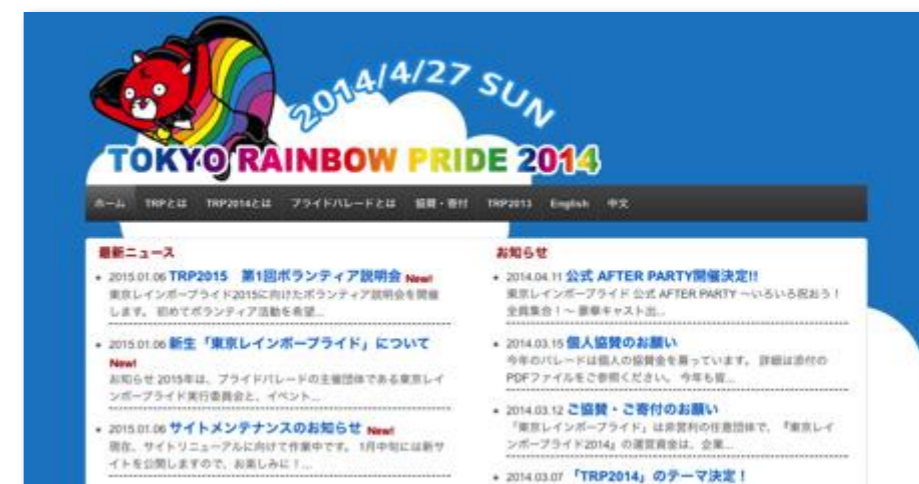 2014/4/27 SUN
TOKYO RAINBOW PRIDE 2014
ホーム TRPとは TRP2014とは プライドパレードとは 協賛・寄付 TRP2013 English 中文
最新ニュース
2015.01.06 TRP2015 第1回ボランティア説明会 New!
東京レインボープライド2015に向けたボランティア説明会を開催
します。 初めてボランティア活動を希望...
2015.01.06 新生「東京レインボープライド」について
New!
お知らせ 2015年は、プライドパレードの主催団体である東京レイ
ンボープライド実行委員会と、イベント...
2015.01.06 サイトメンテナンスのお知らせ New!
現在、サイトリニューアルに向けて作業中です。 1月中旬には新サ
イトを公開しますので、お楽しみに！...
お知らせ
2014.04.11 公式 AFTER PARTY開催決定!!
東京レインボープライド 公式 AFTER PARTY ～いろいろ祝おう！
全員集合！～ 豪華キャスト出...
2014.03.15 個人協賛のお願い
今年のパレードは個人の協賛金を募っています。 詳細は添付の
PDFファイルをご参照ください。 今年も皆...
2014.03.12 ご協賛・ご寄付のお願い
「東京レインボープライド」は非営利の任意団体で、『東京レイ
ンボープライド2014』の運営資金は、企業...
2014.03.07 「TRP2014」のテーマ決定！